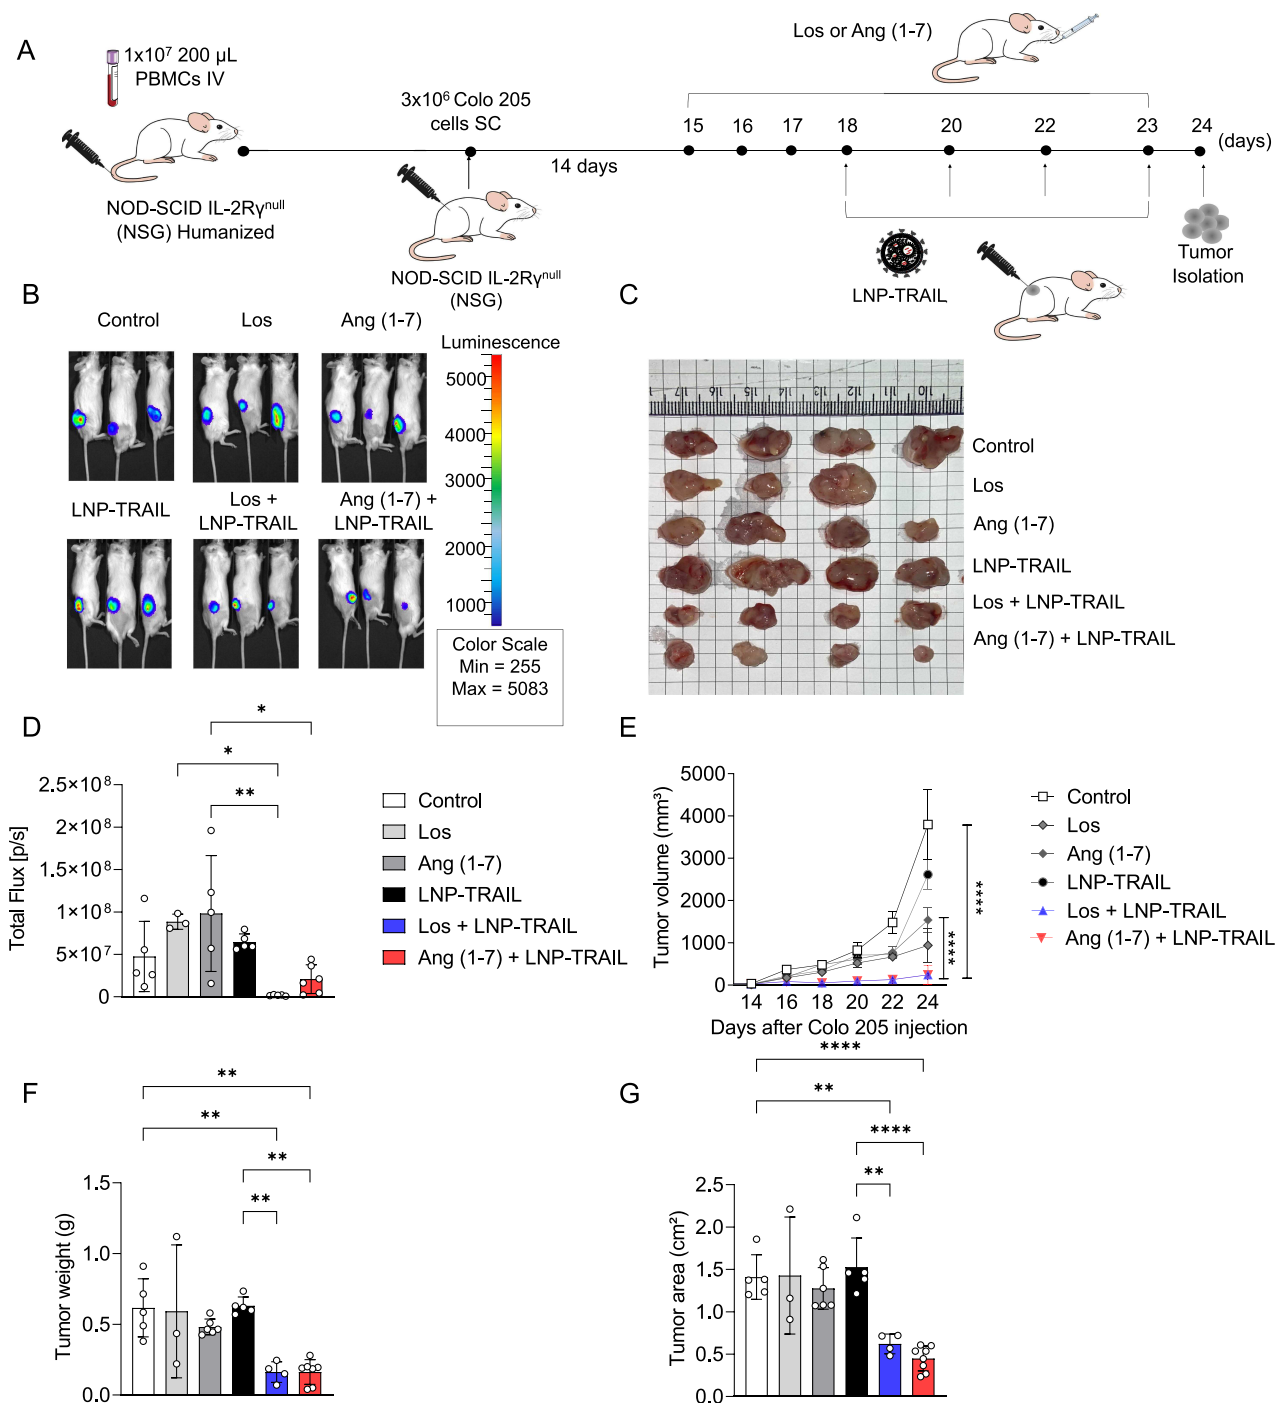 A
1x10⁷ 200 µL
PBMCs IV
NOD-SCID IL-2Rγnull
(NSG) Humanized
3x10⁶ Colo 205
cells SC
14 days
NOD-SCID IL-2Rγnull
(NSG)
Los or Ang (1-7)
15 16 17 18 20 22 23 24 (days)
LNP-TRAIL
Tumor
Isolation
B
Control Los Ang (1-7)
LNP-TRAIL
Los +
LNP-TRAIL
Ang (1-7) +
LNP-TRAIL
Luminescence
5000
4000
3000
2000
1000
Color Scale
Min = 255
Max = 5083
C
17 16 15 14 13 12 11 10
Control
Los
Ang (1-7)
LNP-TRAIL
Los + LNP-TRAIL
Ang (1-7) + LNP-TRAIL
D
* * **
Total Flux [p/s]
2.5×10⁸
2×10⁸
1.5×10⁸
1×10⁸
5×10⁷
0
Control
Los
Ang (1-7)
LNP-TRAIL
Los + LNP-TRAIL
Ang (1-7) + LNP-TRAIL
E
Tumor volume (mm³)
5000
4000
3000
2000
1000
0
14 16 18 20 22 24
Days after Colo 205 injection
****
****
Control
Los
Ang (1-7)
LNP-TRAIL
Los + LNP-TRAIL
Ang (1-7) + LNP-TRAIL
F
**
**
**
**
Tumor weight (g)
1.5
1.0
0.5
0.0
G
****
**
****
**
Tumor area (cm²)
2.5
2.0
1.5
1.0
0.5
0.0